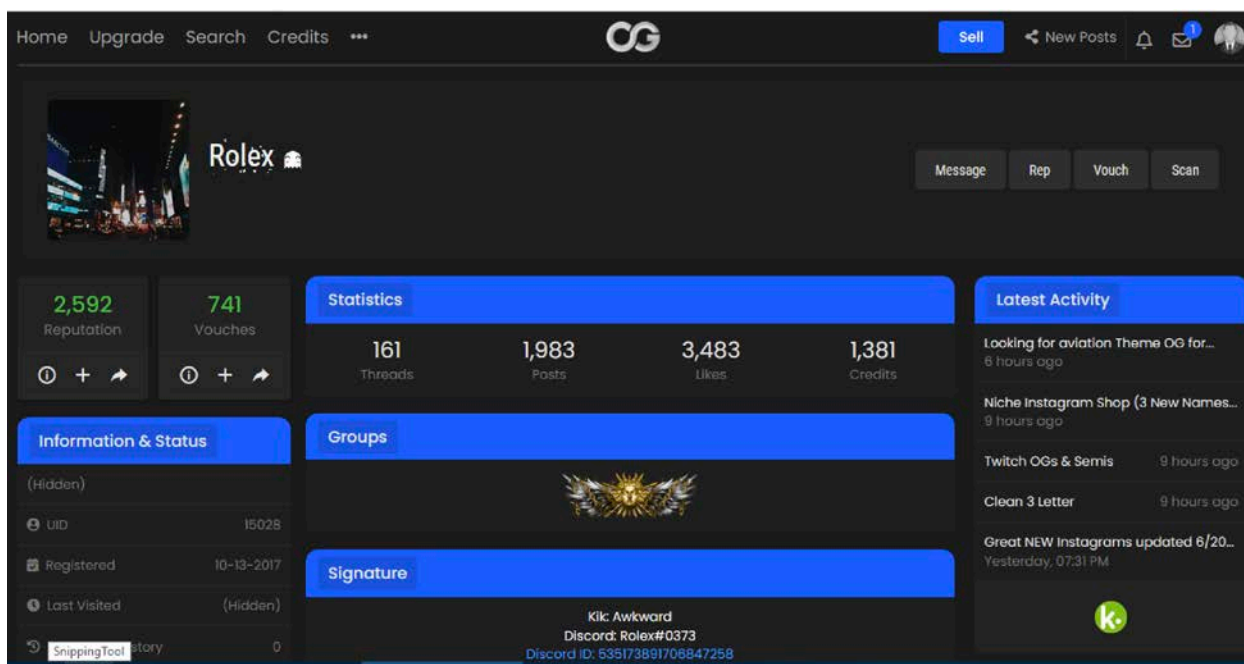 Home Upgrade Search Credits •••
OG
Sell
New Posts
1
Rolex
Message Rep Vouch Scan
2,592
Reputation
741
Vouches
Information & Status
(Hidden)
UID 15028
Registered 10-13-2017
Last Visited (Hidden)
SnippingTool story 0
Statistics
161 1,983 3,483 1,381
Threads Posts Likes Credits
Groups
Signature
Kik: Awkward
Discord: Rolex#0373
Discord ID: 535173891706847258
Latest Activity
Looking for aviation Theme OG for...
6 hours ago
Niche Instagram Shop (3 New Names...
9 hours ago
Twitch OGs & Semis 9 hours ago
Clean 3 Letter 9 hours ago
Great NEW Instagrams updated 6/20...
Yesterday, 07:31 PM
k.